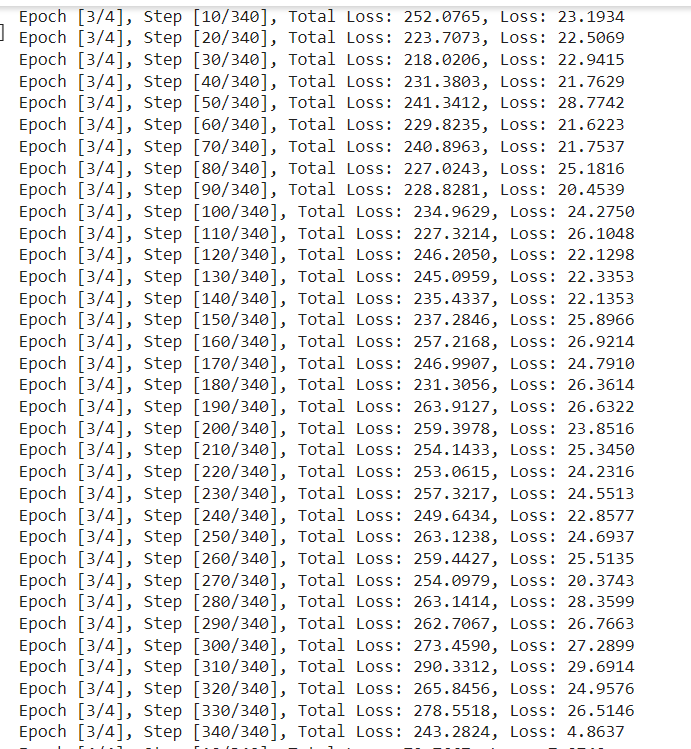 Epoch [3/4], Step [10/340], Total Loss: 252.0765, Loss: 23.1934
Epoch [3/4], Step [20/340], Total Loss: 223.7073, Loss: 22.5069
Epoch [3/4], Step [30/340], Total Loss: 218.0206, Loss: 22.9415
Epoch [3/4], Step [40/340], Total Loss: 231.3803, Loss: 21.7629
Epoch [3/4], Step [50/340], Total Loss: 241.3412, Loss: 28.7742
Epoch [3/4], Step [60/340], Total Loss: 229.8235, Loss: 21.6223
Epoch [3/4], Step [70/340], Total Loss: 240.8963, Loss: 21.7537
Epoch [3/4], Step [80/340], Total Loss: 227.0243, Loss: 25.1816
Epoch [3/4], Step [90/340], Total Loss: 228.8281, Loss: 20.4539
Epoch [3/4], Step [100/340], Total Loss: 234.9629, Loss: 24.2750
Epoch [3/4], Step [110/340], Total Loss: 227.3214, Loss: 26.1048
Epoch [3/4], Step [120/340], Total Loss: 246.2050, Loss: 22.1298
Epoch [3/4], Step [130/340], Total Loss: 245.0959, Loss: 22.3353
Epoch [3/4], Step [140/340], Total Loss: 235.4337, Loss: 22.1353
Epoch [3/4], Step [150/340], Total Loss: 237.2846, Loss: 25.8966
Epoch [3/4], Step [160/340], Total Loss: 257.2168, Loss: 26.9214
Epoch [3/4], Step [170/340], Total Loss: 246.9907, Loss: 24.7910
Epoch [3/4], Step [180/340], Total Loss: 231.3056, Loss: 26.3614
Epoch [3/4], Step [190/340], Total Loss: 263.9127, Loss: 26.6322
Epoch [3/4], Step [200/340], Total Loss: 259.3978, Loss: 23.8516
Epoch [3/4], Step [210/340], Total Loss: 254.1433, Loss: 25.3450
Epoch [3/4], Step [220/340], Total Loss: 253.0615, Loss: 24.2316
Epoch [3/4], Step [230/340], Total Loss: 257.3217, Loss: 24.5513
Epoch [3/4], Step [240/340], Total Loss: 249.6434, Loss: 22.8577
Epoch [3/4], Step [250/340], Total Loss: 263.1238, Loss: 24.6937
Epoch [3/4], Step [260/340], Total Loss: 259.4427, Loss: 25.5135
Epoch [3/4], Step [270/340], Total Loss: 254.0979, Loss: 20.3743
Epoch [3/4], Step [280/340], Total Loss: 263.1414, Loss: 28.3599
Epoch [3/4], Step [290/340], Total Loss: 262.7067, Loss: 26.7663
Epoch [3/4], Step [300/340], Total Loss: 273.4590, Loss: 27.2899
Epoch [3/4], Step [310/340], Total Loss: 290.3312, Loss: 29.6914
Epoch [3/4], Step [320/340], Total Loss: 265.8456, Loss: 24.9576
Epoch [3/4], Step [330/340], Total Loss: 278.5518, Loss: 26.5146
Epoch [3/4], Step [340/340], Total Loss: 243.2824, Loss: 4.8637